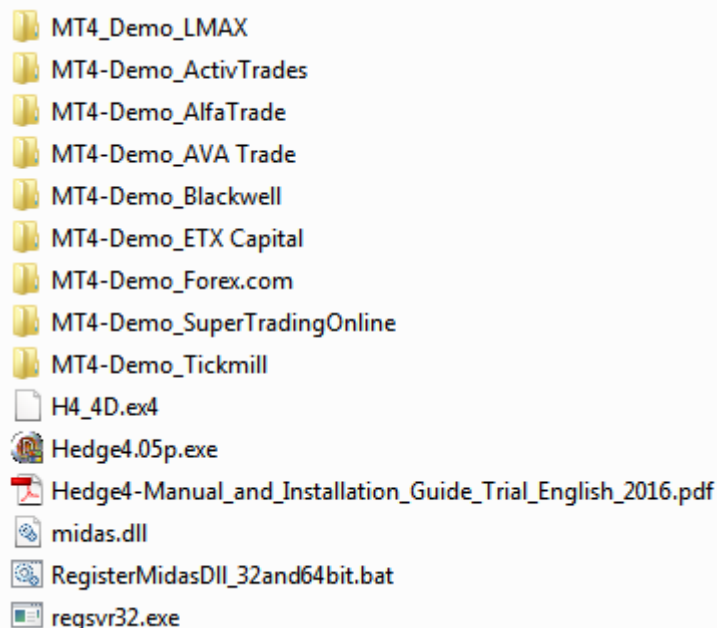 MT4_Demo_LMAX
MT4-Demo_ActivTrades
MT4-Demo_AlfaTrade
MT4-Demo_AVA Trade
MT4-Demo_Blackwell
MT4-Demo_ETX Capital
MT4-Demo_Forex.com
MT4-Demo_SuperTradingOnline
MT4-Demo_Tickmill
H4_4D.ex4
Hedge4.05p.exe
Hedge4-Manual_and_Installation_Guide_Trial_English_2016.pdf
midas.dll
RegisterMidasDll_32and64bit.bat
regsvr32.exe